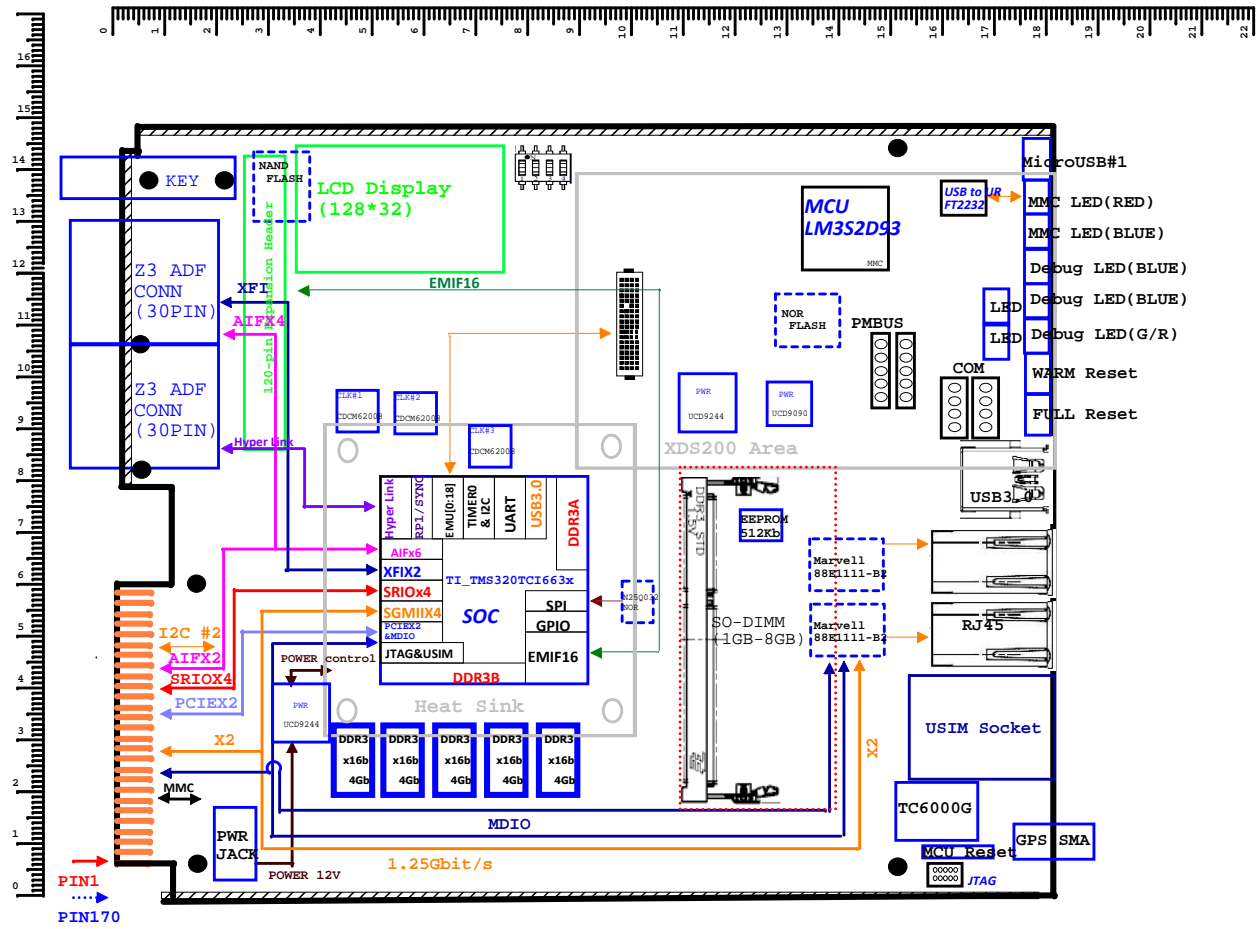 0 1 2 3 4 5 6 7 8 9 10 11 12 13 14 15 16 17 18 19 20 21 22
16
15
14
13
12
11
10
9
8
7
6
5
4
3
2
1
0
KEY
NAND
FLASH
LCD Display
(128*32)
120-pin Expansion Header
MCU
LM3S2D93
MMC
USB to UR
FT2232
MicroUSB#1
MMC LED(RED)
MMC LED(BLUE)
Debug LED(BLUE)
Debug LED(BLUE)
Debug LED(G/R)
WARM Reset
FULL Reset
LED
LED
Z3 ADF
CONN
(30PIN)
XFI
AIFX4
EMIF16
NOR
FLASH
PMBUS
COM
Z3 ADF
CONN
(30PIN)
Hyper Link
CLK#1
CDCM6200B
CLK#2
CDCM6200B
CLK#3
CDCM6200B
PWR
UCD9244
PWR
UCD9090
XDS200 Area
USB3.0
Hyper Link
RP1/SYNC
EMU[0:18]
TIMER0
& I2C
UART
USB3.0
DDR3A
AIFx6
XFIX2
SRIOx4
SGMIIX4
PCIEX2
&MDIO
JTAG&USIM
TI_TMS320TCI663x
SOC
SPI
GPIO
EMIF16
DDR3B
N25Q032
NOR
DDR3 STD
1.5v
EEPROM
512Kb
SO-DIMM
(1GB-8GB)
Marvell
88E1111-B2
Marvell
88E1111-B2
RJ45
I2C #2
AIFX2
SRIOX4
PCIEX2
X2
MMC
POWER control
PWR
UCD9244
Heat Sink
DDR3
x16b
4Gb
DDR3
x16b
4Gb
DDR3
x16b
4Gb
DDR3
x16b
4Gb
DDR3
x16b
4Gb
X2
USIM Socket
TC6000G
GPS SMA
MCU Reset
JTAG
PWR
JACK
POWER 12V
MDIO
1.25Gbit/s
PIN1
PIN170